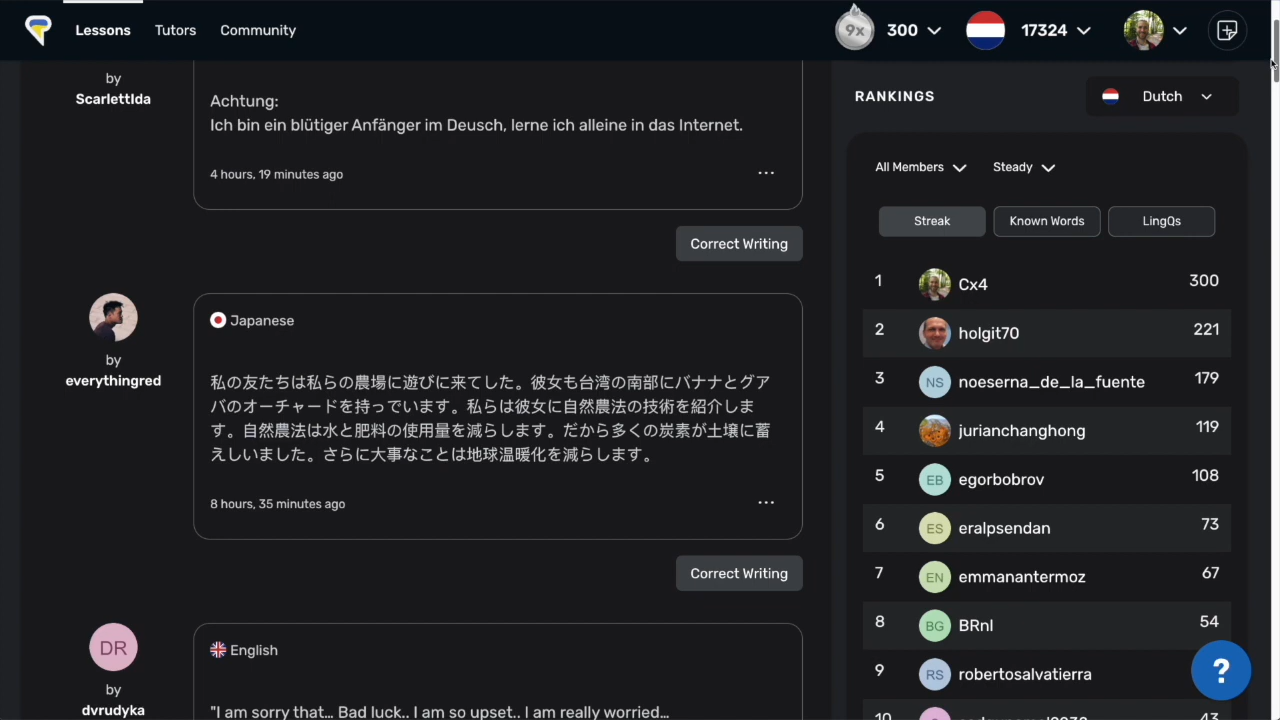 Lessons
Tutors
Community
9x
300
17324
by
ScarlettIda
Achtung:
Ich bin ein blütiger Anfänger im Deusch, lerne ich alleine in das Internet.
4 hours, 19 minutes ago
...
Correct Writing
by
everythingred
Japanese
私の友たちは私らの農場に遊びに来てした。彼女も台湾の南部にバナナとグア
バのオーチャードを持っでいます。私らは彼女に自然農法の技術を紹介しま
す。自然農法は水と肥料の使用量を減らします。だから多くの炭素が土壌に蓄
えしいました。さらに大事なことは地球温暖化を減らします。
8 hours, 35 minutes ago
...
Correct Writing
DR
by
dvrudyka
English
"I am sorry that… Bad luck.. I am so upset.. I am really worried…
RANKINGS
Dutch
All Members
Steady
Streak
Known Words
LingQs
1 Cx4 300
2 holgit70 221
3 NS noeserna_de_la_fuente 179
4 jurianchanghong 119
5 EB egorbobrov 108
6 ES eralpsendan 73
7 EN emmanantermoz 67
8 BG BRnl 54
9 RS robertosalvatierra
10 43
?